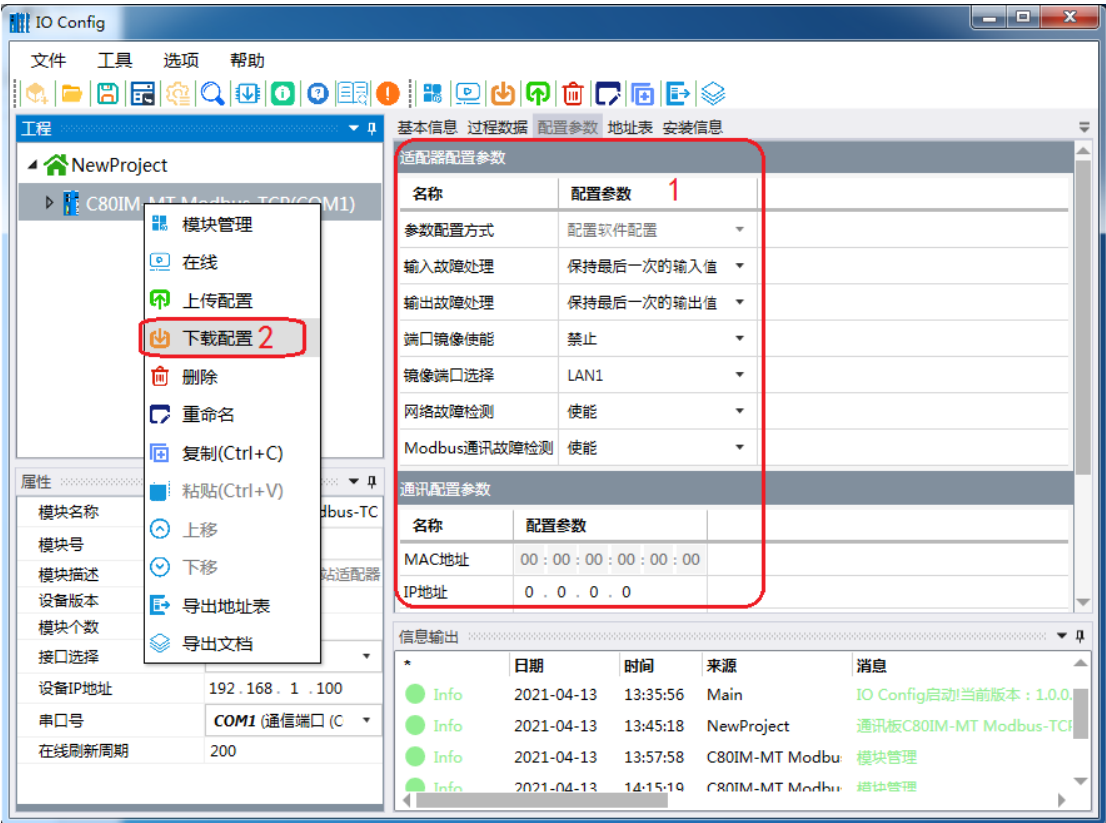 IO Config
文件 工具 选项 帮助
工程
NewProject
C80IM-MT Modbus-TCP(COM1)
模块管理
在线
上传配置
下载配置 2
删除
重命名
复制(Ctrl+C)
粘贴(Ctrl+V)
上移
下移
导出地址表
导出文档
属性
模块名称 dbus-TC
模块号
模块描述 站适配器
设备版本
模块个数
接口选择
设备IP地址 192 . 168 . 1 . 100
串口号 COM1 (通信端口 (C
在线刷新周期 200
基本信息 过程数据 配置参数 地址表 安装信息
适配器配置参数
名称 配置参数 1
参数配置方式 配置软件配置
输入故障处理 保持最后一次的输入值
输出故障处理 保持最后一次的输出值
端口镜像使能 禁止
镜像端口选择 LAN1
网络故障检测 使能
Modbus通讯故障检测 使能
通讯配置参数
名称 配置参数
MAC地址 00 : 00 : 00 : 00 : 00 : 00
IP地址 0 . 0 . 0 . 0
信息输出
* 日期 时间 来源 消息
Info 2021-04-13 13:35:56 Main IO Config启动!当前版本：1.0.0.
Info 2021-04-13 13:45:18 NewProject 通讯板C80IM-MT Modbus-TCP
Info 2021-04-13 13:57:58 C80IM-MT Modbu 模块管理
Info 2021-04-13 14:15:19 C80IM-MT Modbu 模块管理